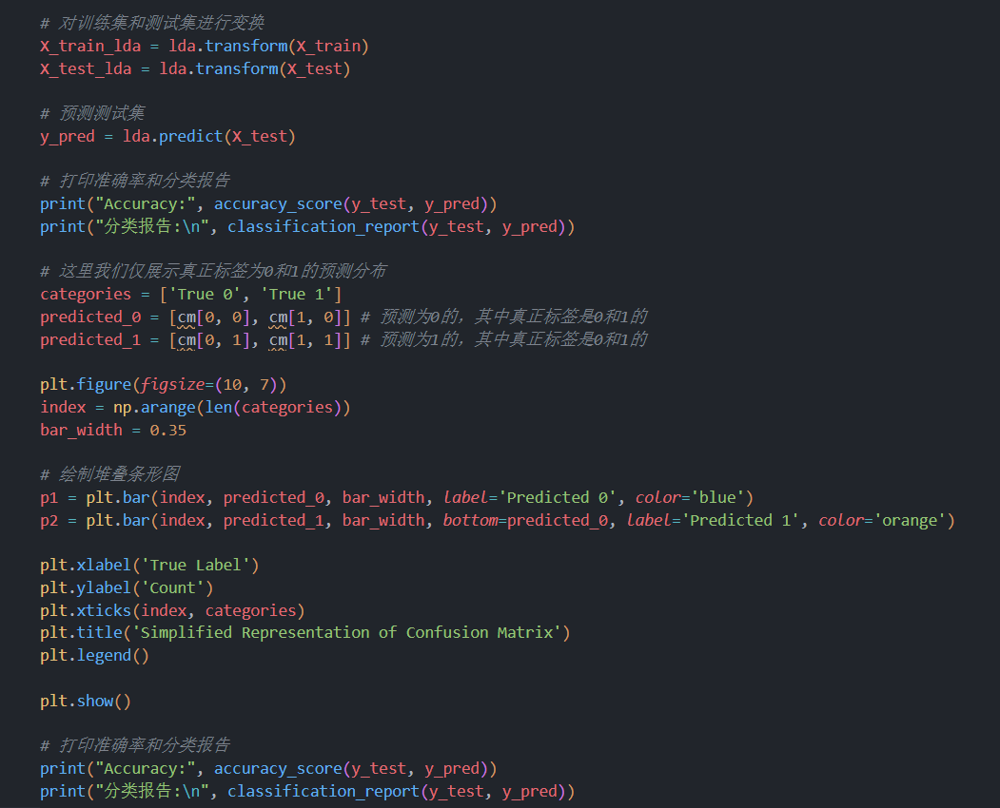 # 对训练集和测试集进行变换
X_train_lda = lda.transform(X_train)
X_test_lda = lda.transform(X_test)
# 预测测试集
y_pred = lda.predict(X_test)
# 打印准确率和分类报告
print("Accuracy:", accuracy_score(y_test, y_pred))
print("分类报告:\n", classification_report(y_test, y_pred))
# 这里我们仅展示真正标签为0和1的预测分布
categories = ['True 0', 'True 1']
predicted_0 = [cm[0, 0], cm[1, 0]] # 预测为0的，其中真正标签是0和1的
predicted_1 = [cm[0, 1], cm[1, 1]] # 预测为1的，其中真正标签是0和1的
plt.figure(figsize=(10, 7))
index = np.arange(len(categories))
bar_width = 0.35
# 绘制堆叠条形图
p1 = plt.bar(index, predicted_0, bar_width, label='Predicted 0', color='blue')
p2 = plt.bar(index, predicted_1, bar_width, bottom=predicted_0, label='Predicted 1', color='orange')
plt.xlabel('True Label')
plt.ylabel('Count')
plt.xticks(index, categories)
plt.title('Simplified Representation of Confusion Matrix')
plt.legend()
plt.show()
# 打印准确率和分类报告
print("Accuracy:", accuracy_score(y_test, y_pred))
print("分类报告:\n", classification_report(y_test, y_pred))